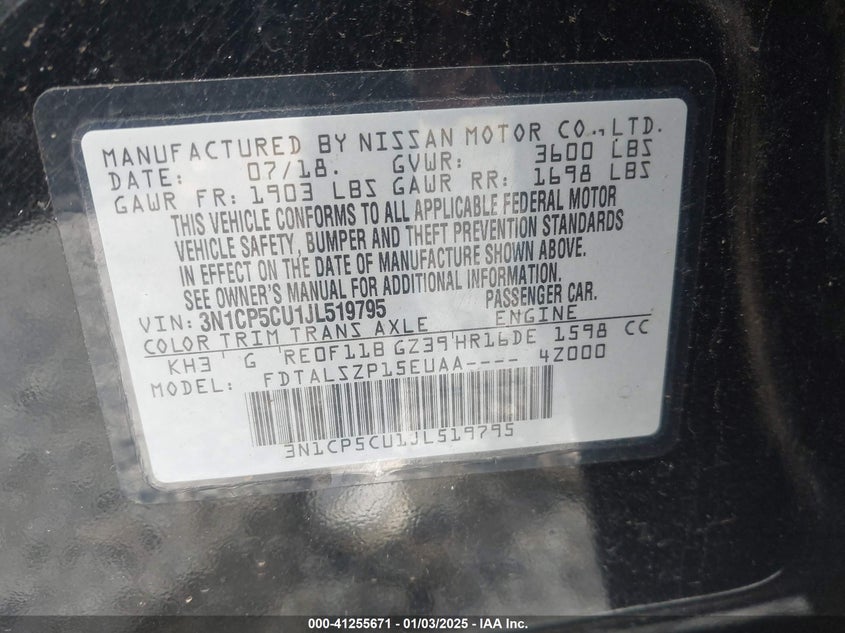 MANUFACTURED BY NISSAN MOTOR CO., LTD.
DATE: 07/18. GVWR: 3600 LBS
GAWR FR: 1903 LBS GAWR RR: 1698 LBS
THIS VEHICLE CONFORMS TO ALL APPLICABLE FEDERAL MOTOR
VEHICLE SAFETY, BUMPER AND THEFT PREVENTION STANDARDS
IN EFFECT ON THE DATE OF MANUFACTURE SHOWN ABOVE.
SEE OWNER'S MANUAL FOR ADDITIONAL INFORMATION.
VIN: 3N1CP5CU1JL519795 PASSENGER CAR.
COLOR TRIM TRANS AXLE ENGINE
KH3 G RE0F11B GZ39 HR16DE 1598 CC
MODEL: FDTALSZP15EUAA---- 4Z000
3N1CP5CU1JL519795
000-41255671 - 01/03/2025 - IAA Inc.